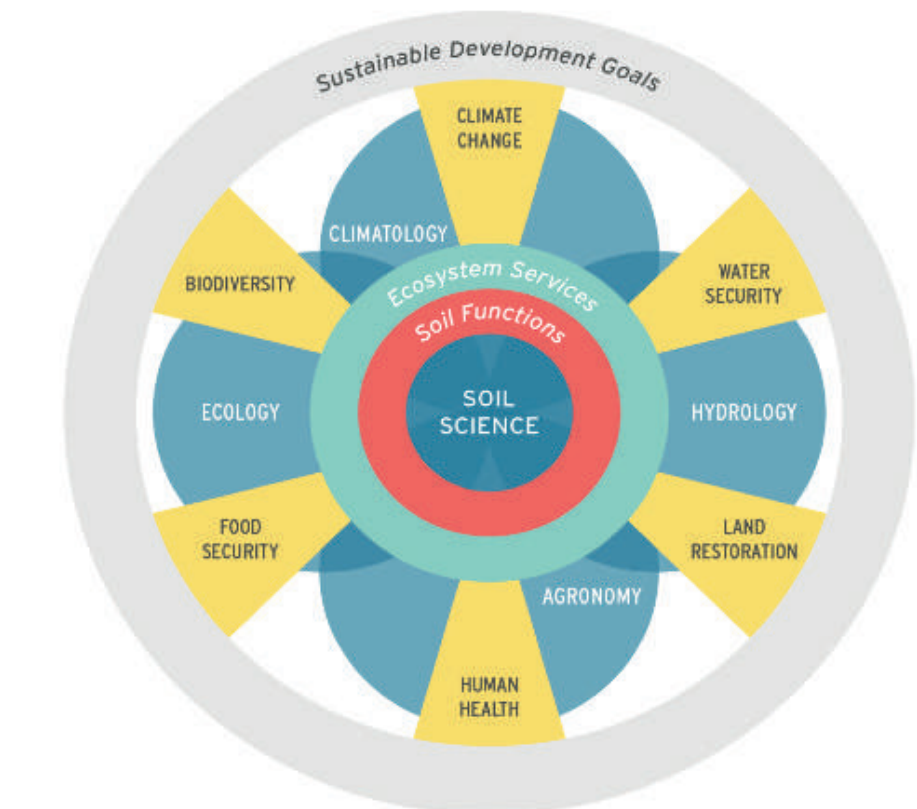 Sustainable Development Goals
CLIMATE
CHANGE
CLIMATOLOGY
Ecosystem Services
BIODIVERSITY
WATER
SECURITY
Soil Functions
SOIL
SCIENCE
ECOLOGY
HYDROLOGY
FOOD
SECURITY
LAND
RESTORATION
AGRONOMY
HUMAN
HEALTH